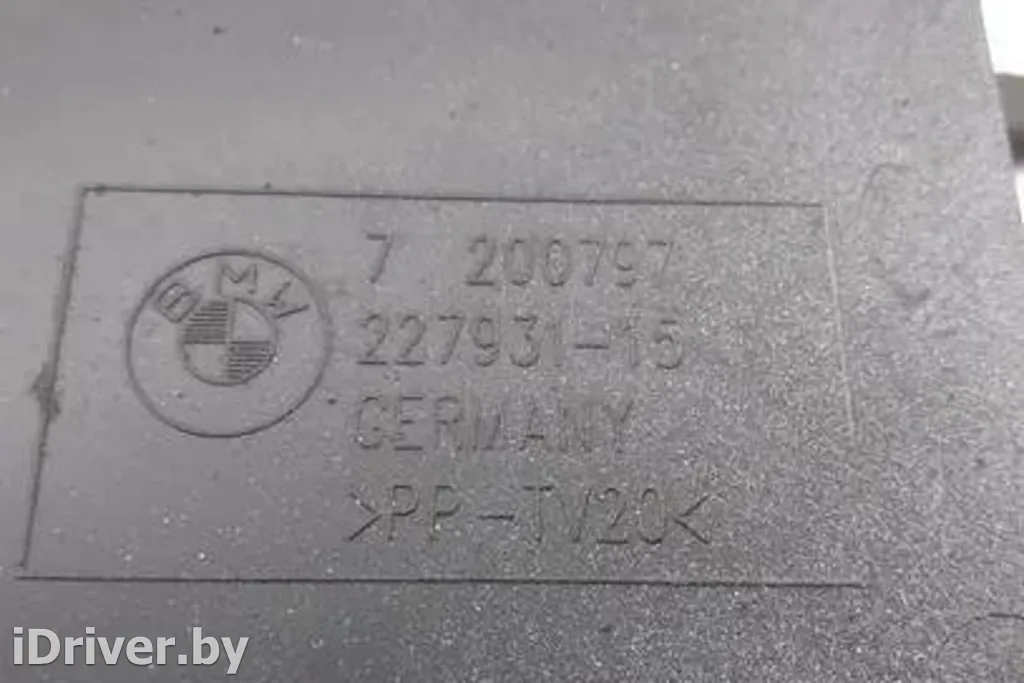 BMW
7 200797
227931-15
GERMANY
>PP-TV20<
iDriver.by